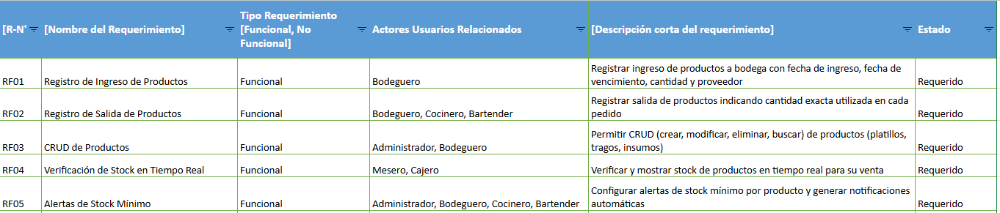 [R-N° [Nombre del Requerimiento] Tipo Requerimiento [Funcional, No Funcional] Actores Usuarios Relacionados [Descripción corta del requerimiento] Estado
RF01 Registro de Ingreso de Productos Funcional Bodeguero Registrar ingreso de productos a bodega con fecha de ingreso, fecha de vencimiento, cantidad y proveedor Requerido
RF02 Registro de Salida de Productos Funcional Bodeguero, Cocinero, Bartender Registrar salida de productos indicando cantidad exacta utilizada en cada pedido Requerido
RF03 CRUD de Productos Funcional Administrador, Bodeguero Permitir CRUD (crear, modificar, eliminar, buscar) de productos (platillos, tragos, insumos) Requerido
RF04 Verificación de Stock en Tiempo Real Funcional Mesero, Cajero Verificar y mostrar stock de productos en tiempo real para su venta Requerido
RF05 Alertas de Stock Mínimo Funcional Administrador, Bodeguero, Cocinero, Bartender Configurar alertas de stock mínimo por producto y generar notificaciones automáticas Requerido